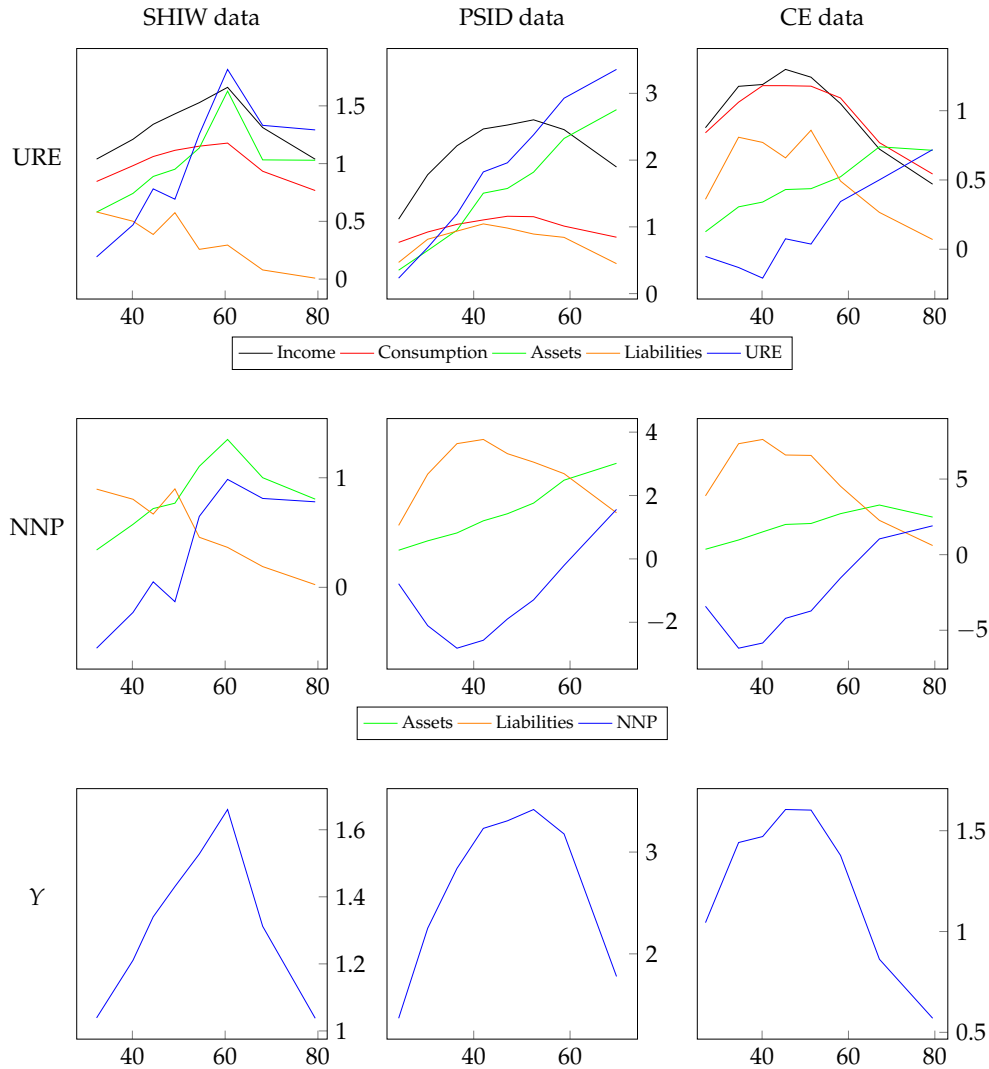 SHIW data PSID data CE data
URE
0 0.5 1 1.5
0 1 2 3
0 0.5 1
40 60 80 40 60 40 60 80
Income Consumption Assets Liabilities URE
NNP
0 1
−2 0 2 4
−5 0 5
40 60 80 40 60 40 60 80
Assets Liabilities NNP
Y
1 1.2 1.4 1.6
2 3
0.5 1 1.5
40 60 80 40 60 40 60 80